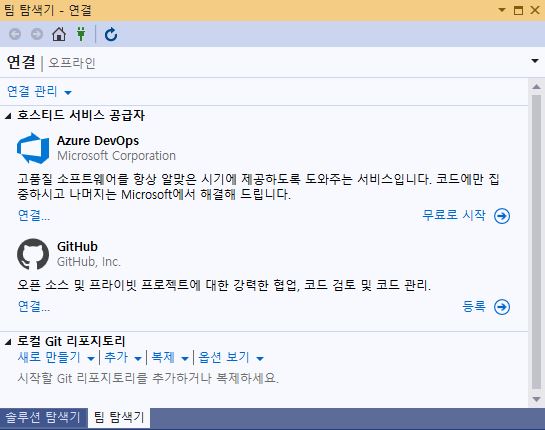 팀 탐색기 - 연결
연결 | 오프라인
연결 관리
호스티드 서비스 공급자
Azure DevOps
Microsoft Corporation
고품질 소프트웨어를 항상 알맞은 시기에 제공하도록 도와주는 서비스입니다. 코드에만 집
중하시고 나머지는 Microsoft에서 해결해 드립니다.
연결... 무료로 시작
GitHub
GitHub, Inc.
오픈 소스 및 프라이빗 프로젝트에 대한 강력한 협업, 코드 검토 및 코드 관리.
연결... 등록
로컬 Git 리포지토리
새로 만들기 | 추가 | 복제 | 옵션 보기
시작할 Git 리포지토리를 추가하거나 복제하세요.
솔루션 탐색기 팀 탐색기